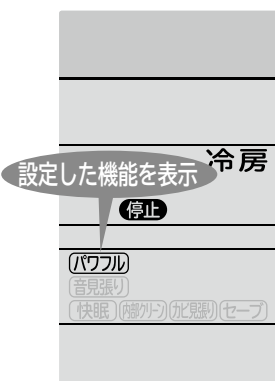 冷房
設定した機能を表示
停止
パワフル
音見張り
快眠 内部クリーン カビ見張り セーブ